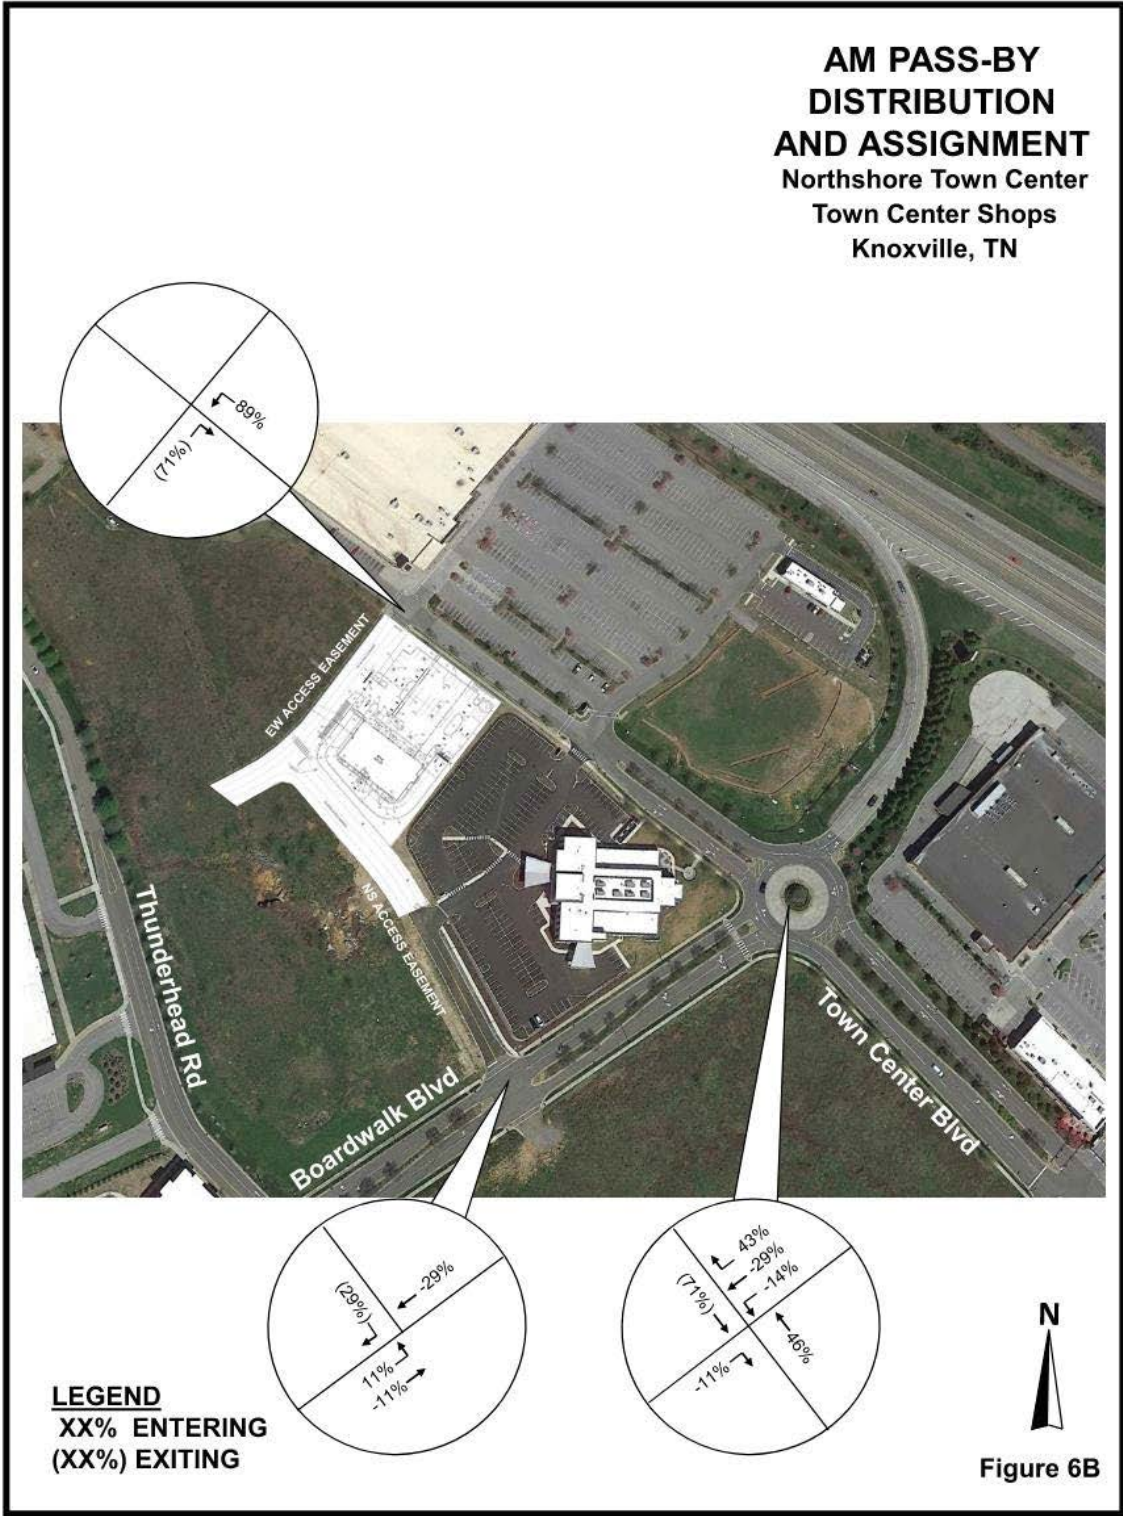 AM PASS-BY
DISTRIBUTION
AND ASSIGNMENT
Northshore Town Center
Town Center Shops
Knoxville, TN
89%
(71%)
EW ACCESS EASEMENT
NS ACCESS EASEMENT
Thunderhead Rd
Boardwalk Blvd
Town Center Blvd
-29%
(29%)
11%
-11%
43%
-29%
-14%
(71%)
46%
-11%
LEGEND
XX% ENTERING
(XX%) EXITING
N
Figure 6B